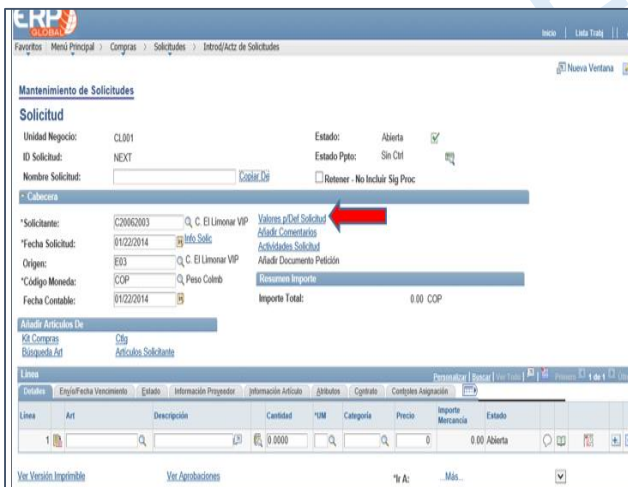 ERP
GLOBAL
Inicio | Lista Trabj
Favoritos Menú Principal > Compras > Solicitudes > Introd/Actz de Solicitudes
Nueva Ventana
Mantenimiento de Solicitudes
Solicitud
Unidad Negocio: CL001 Estado: Abierta
ID Solicitud: NEXT Estado Ppto: Sin Ctrl
Nombre Solicitud: Copiar De Retener - No Incluir Sig Proc
Cabecera
*Solicitante: C20062003 C. El Limonar VIP Valores p/Def Solicitud
*Fecha Solicitud: 01/22/2014 Info Solic Añadir Comentarios
Actividades Solicitud
Origen: E03 C. El Limonar VIP Añadir Documento Petición
*Código Moneda: COP Peso Colmb Resumen Importe
Fecha Contable: 01/22/2014 Importe Total: 0.00 COP
Añadir Artículos De
Kit Compras Ctlg
Búsqueda Art Artículos Solicitante
Línea Personalizar | Buscar | Ver Todo | Primero 1 de 1
Detalles Envío/Fecha Vencimiento Estado Información Proveedor Información Artículo Atributos Contrato Controles Asignación
Línea Art Descripción Cantidad *UM Categoría Precio Importe Mercancía Estado
1 0.0000 0 0.00 Abierta
Ver Versión Imprimible Ver Aprobaciones *Ir A: ...Más...